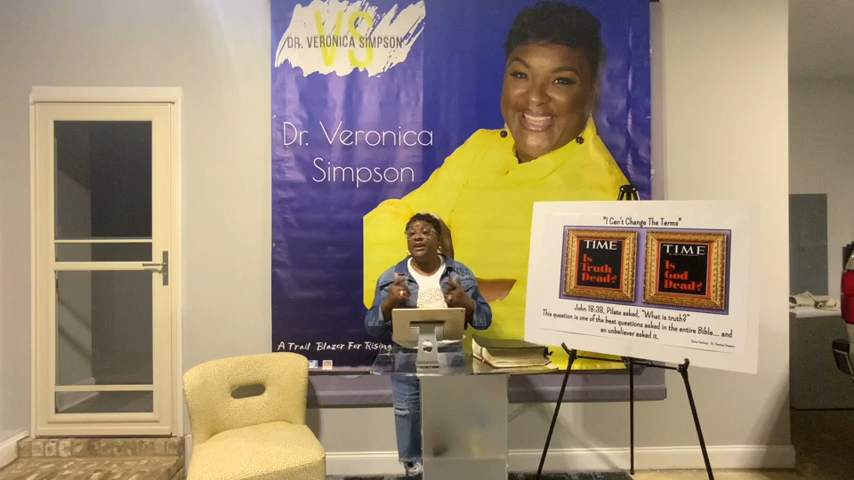 VS
DR. VERONICA SIMPSON
Dr. Veronica
Simpson
A Trail Blazer For Rising
"I Can't Change The Terms"
TIME
Is
Truth
Dead?
TIME
Is
God
Dead?
John 18:38, Pilate asked, "What is truth?"
This question is one of the best questions asked in the entire Bible... and
an unbeliever asked it.